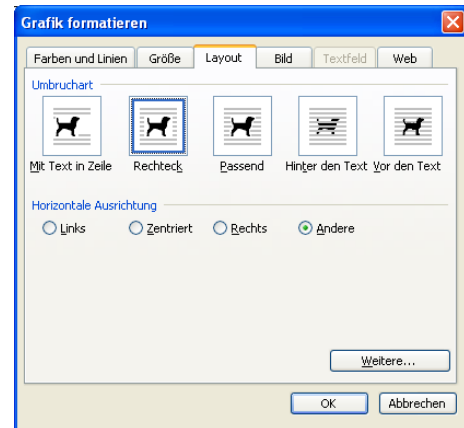 Grafik formatieren
Farben und Linien Größe Layout Bild Textfeld Web
Umbruchart
Mit Text in Zeile Rechteck Passend Hinter den Text Vor den Text
Horizontale Ausrichtung
Links Zentriert Rechts Andere
Weitere...
OK Abbrechen